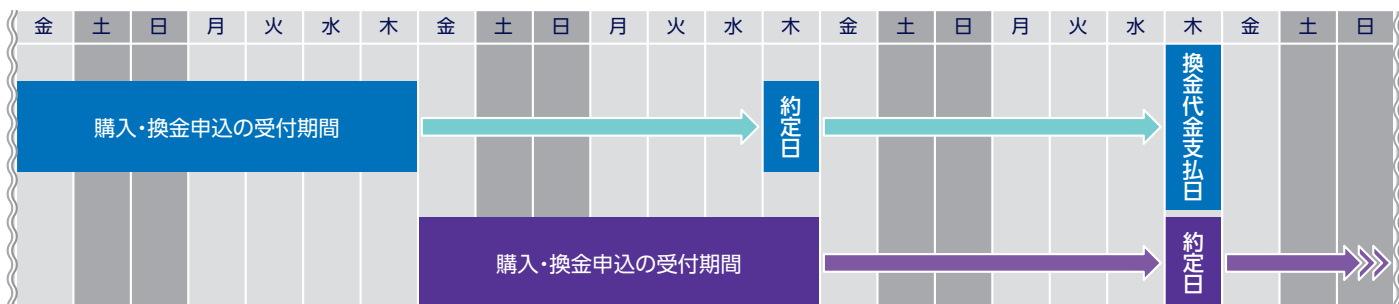 金 土 日 月 火 水 木 金 土 日 月 火 水 木 金 土 日 月 火 水 木 金 土 日
購入・換金申込の受付期間
約定日
換金代金支払日
購入・換金申込の受付期間
約定日